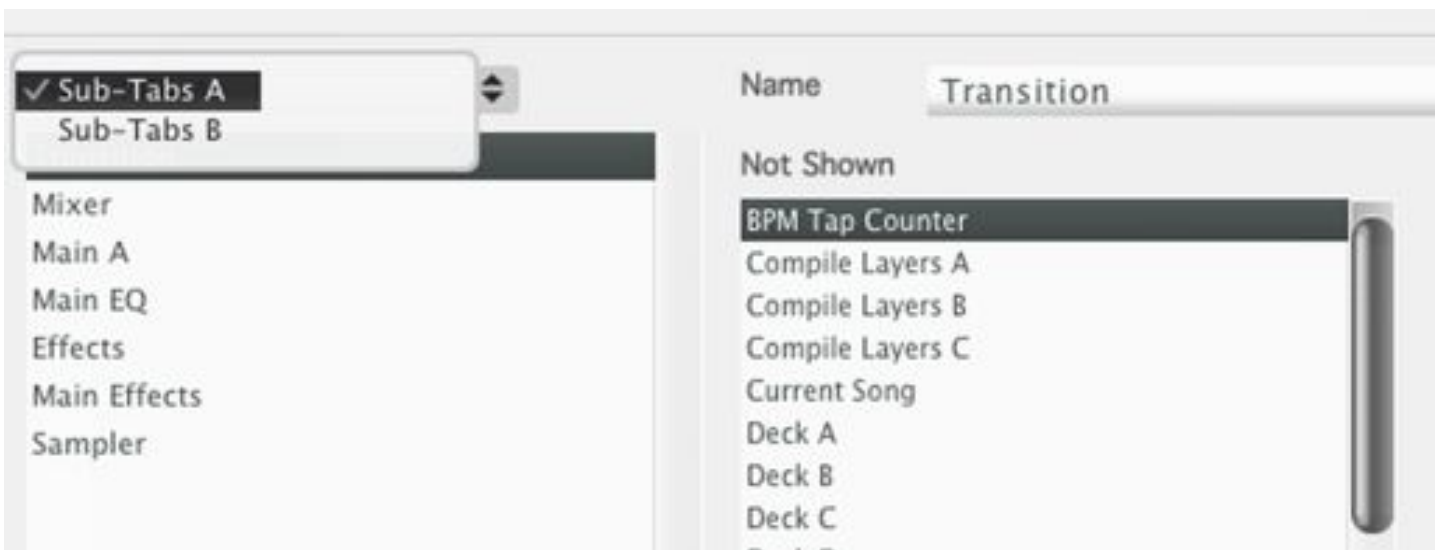 ✓ Sub-Tabs A
Sub-Tabs B
Mixer
Main A
Main EQ
Effects
Main Effects
Sampler
Name
Transition
Not Shown
BPM Tap Counter
Compile Layers A
Compile Layers B
Compile Layers C
Current Song
Deck A
Deck B
Deck C